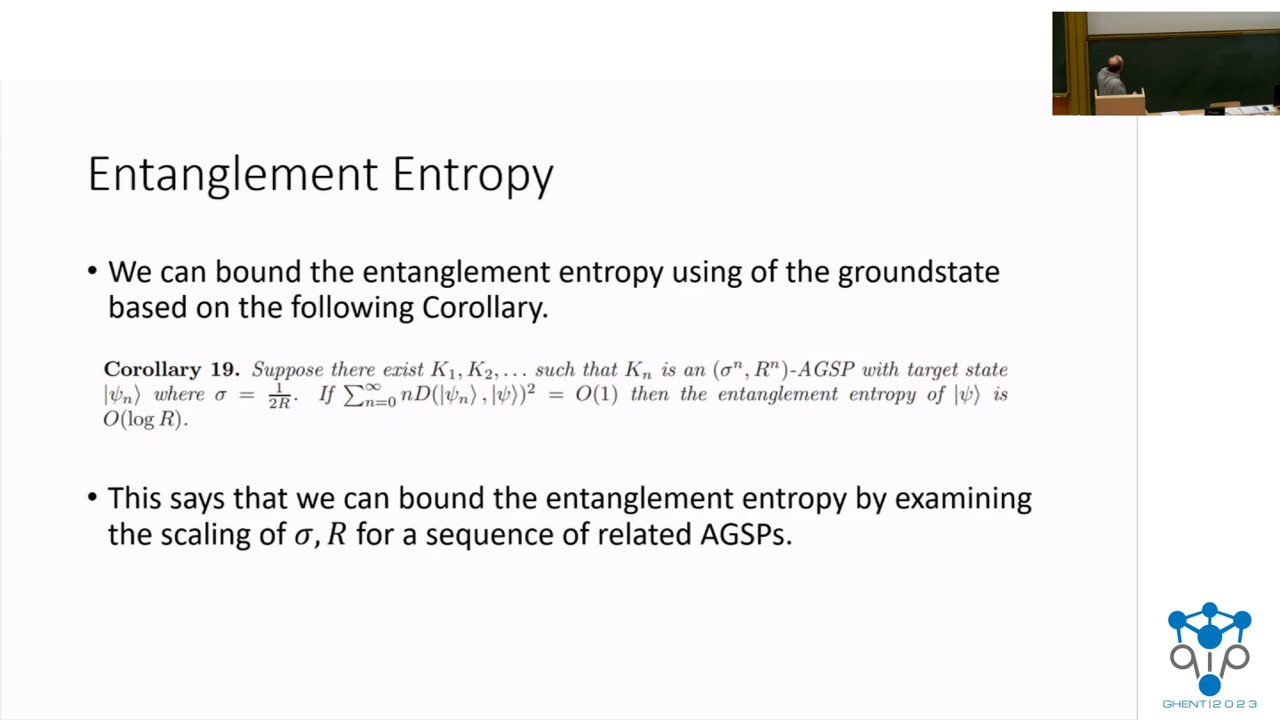 Entanglement Entropy
• We can bound the entanglement entropy using of the groundstate
based on the following Corollary.
Corollary 19. Suppose there exist K₁, K₂, . . . such that Kₙ is an (σⁿ, Rⁿ)-AGSP with target state
|ψₙ⟩ where σ = 1/2R. If ∑ₙ₌₀^∞ nD(|ψₙ⟩, |ψ⟩)² = O(1) then the entanglement entropy of |ψ⟩ is
O(log R).
• This says that we can bound the entanglement entropy by examining
the scaling of σ, R for a sequence of related AGSPs.
qip
GHENT|2023